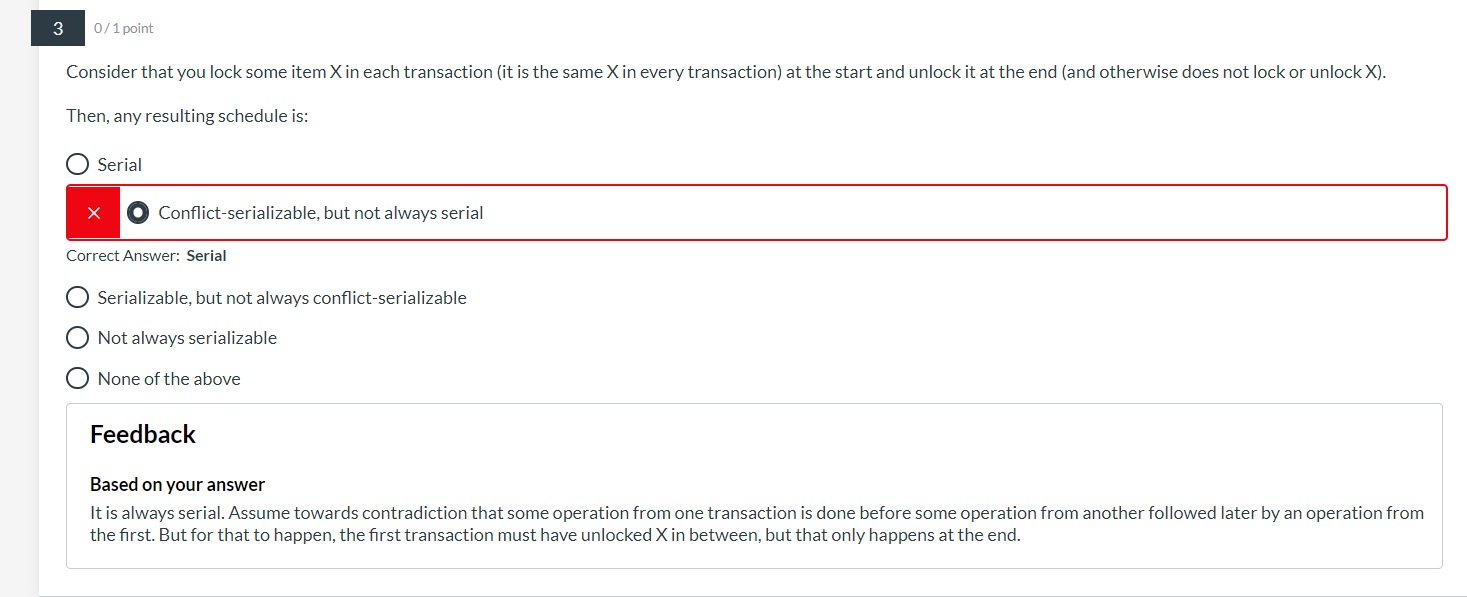 3
0 / 1 point
Consider that you lock some item X in each transaction (it is the same X in every transaction) at the start and unlock it at the end (and otherwise does not lock or unlock X).
Then, any resulting schedule is:
Serial
Conflict-serializable, but not always serial
Correct Answer: Serial
Serializable, but not always conflict-serializable
Not always serializable
None of the above
Feedback
Based on your answer
It is always serial. Assume towards contradiction that some operation from one transaction is done before some operation from another followed later by an operation from
the first. But for that to happen, the first transaction must have unlocked X in between, but that only happens at the end.